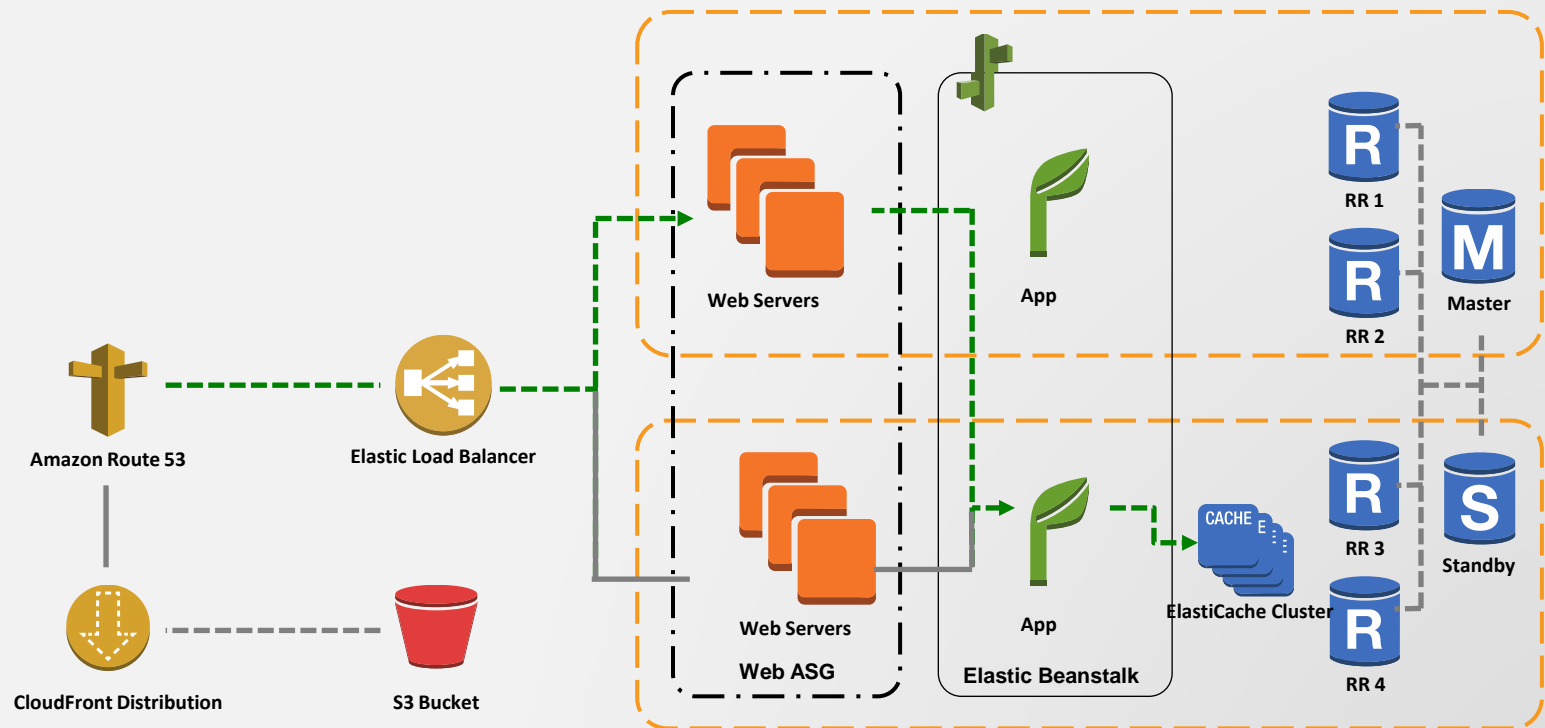 R
RR 1
R
RR 2
M
Master
Web Servers
App
Amazon Route 53
Elastic Load Balancer
CACHE
E
E
E
R
RR 3
S
Standby
ElastiCache Cluster
Web Servers
App
R
RR 4
Web ASG
Elastic Beanstalk
CloudFront Distribution
S3 Bucket